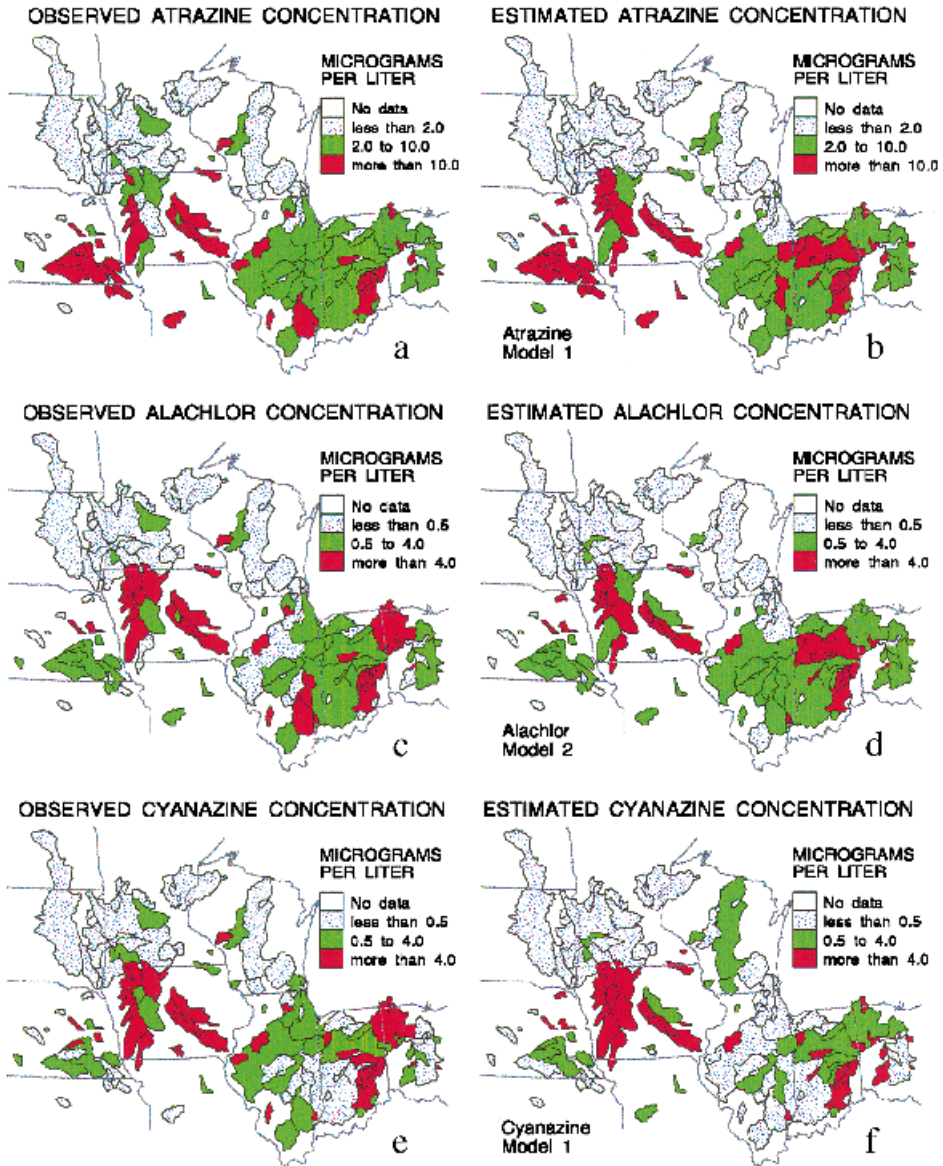 OBSERVED ATRAZINE CONCENTRATION
MICROGRAMS
PER LITER
No data
less than 2.0
2.0 to 10.0
more than 10.0
a
ESTIMATED ATRAZINE CONCENTRATION
MICROGRAMS
PER LITER
No data
less than 2.0
2.0 to 10.0
more than 10.0
Atrazine
Model 1
b
OBSERVED ALACHLOR CONCENTRATION
MICROGRAMS
PER LITER
No data
less than 0.5
0.5 to 4.0
more than 4.0
c
ESTIMATED ALACHLOR CONCENTRATION
MICROGRAMS
PER LITER
No data
less than 0.5
0.5 to 4.0
more than 4.0
Alachlor
Model 2
d
OBSERVED CYANAZINE CONCENTRATION
MICROGRAMS
PER LITER
No data
less than 0.5
0.5 to 4.0
more than 4.0
e
ESTIMATED CYANAZINE CONCENTRATION
MICROGRAMS
PER LITER
No data
less than 0.5
0.5 to 4.0
more than 4.0
Cyanazine
Model 1
f